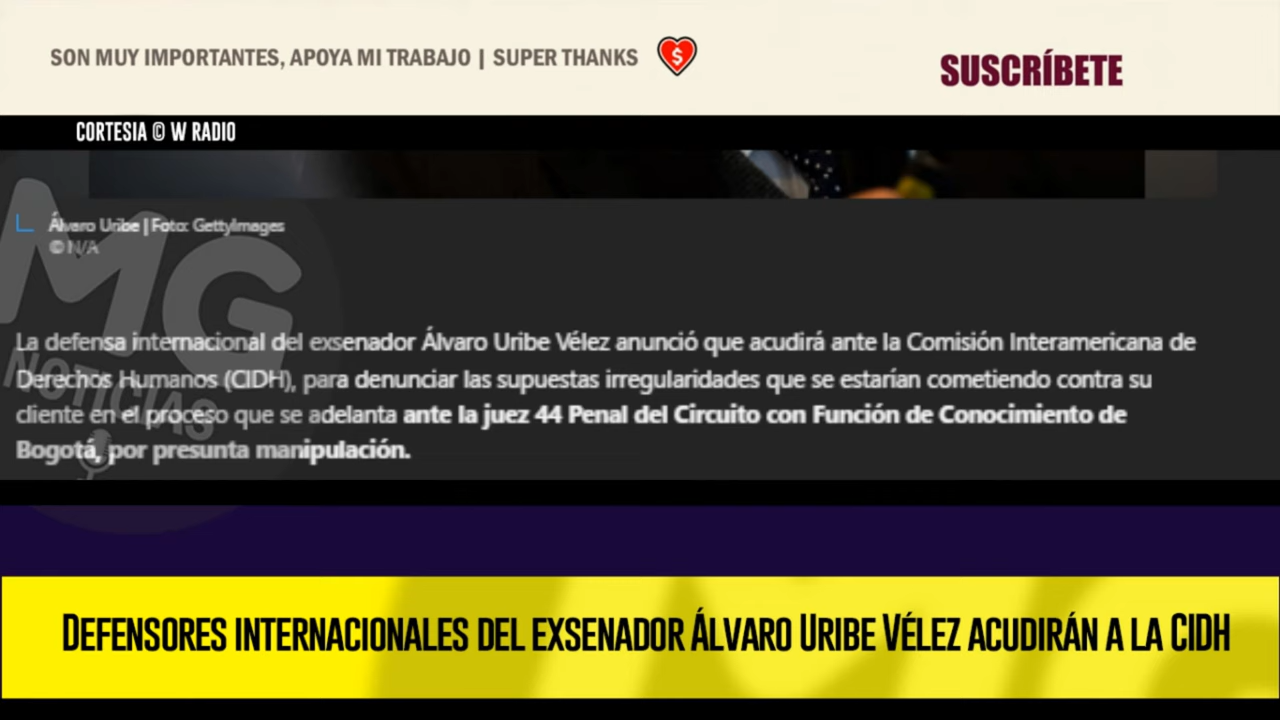 SON MUY IMPORTANTES, APOYA MI TRABAJO | SUPER THANKS $
SUSCRÍBETE
CORTESIA © W RADIO
Álvaro Uribe | Foto: GettyImages
© N/A
MG
NOTICIAS
La defensa internacional del exsenador Álvaro Uribe Vélez anunció que acudirá ante la Comisión Interamericana de
Derechos Humanos (CIDH), para denunciar las supuestas irregularidades que se estarían cometiendo contra su
cliente en el proceso que se adelanta ante la juez 44 Penal del Circuito con Función de Conocimiento de
Bogotá, por presunta manipulación.
DEFENSORES INTERNACIONALES DEL EXSENADOR ÁLVARO URIBE VÉLEZ ACUDIRÁN A LA CIDH